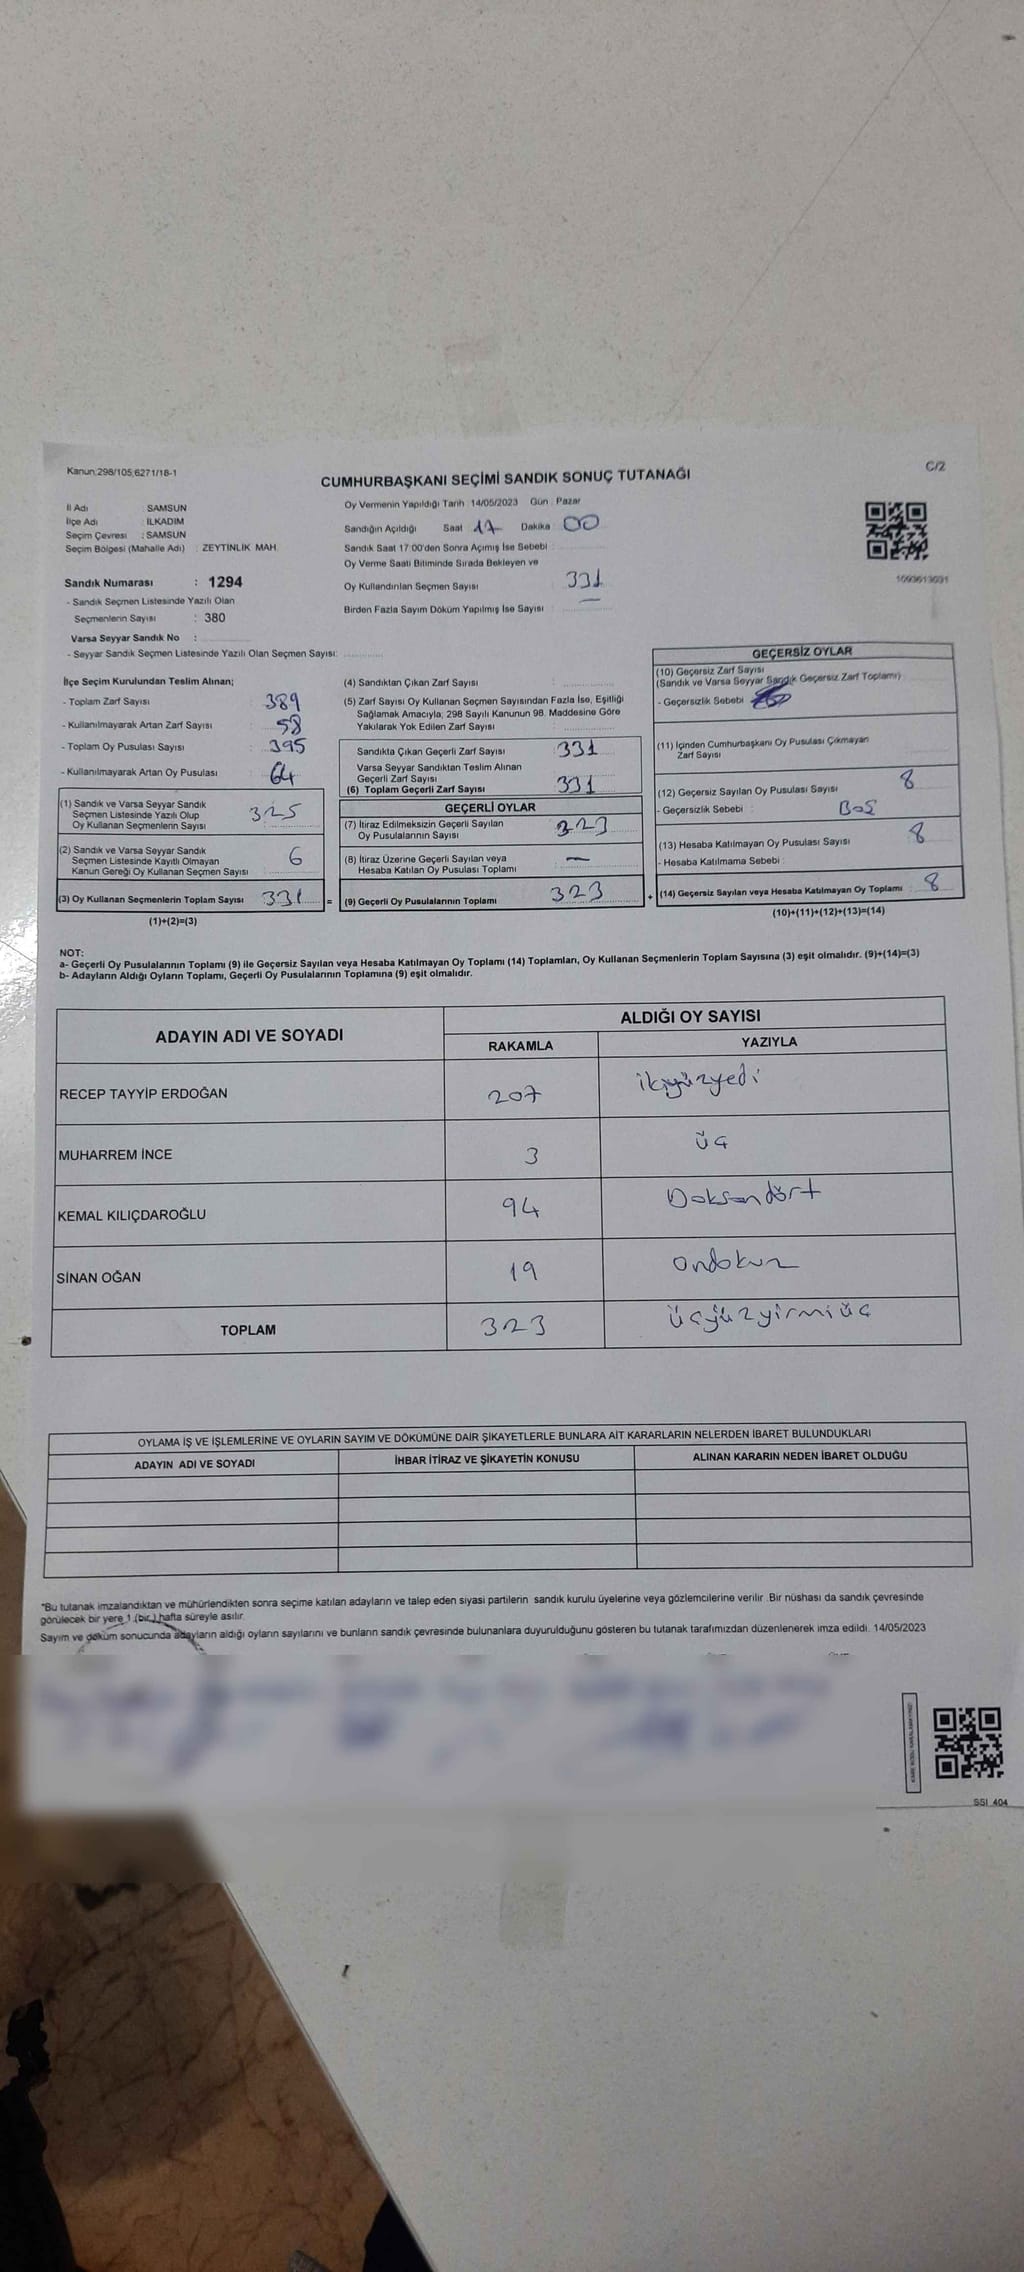 Kanun:298/105;6271/18-1
C/2
CUMHURBAŞKANI SEÇİMİ SANDIK SONUÇ TUTANAĞI
İl Adı : SAMSUN
İlçe Adı : İLKADIM
Seçim Çevresi : SAMSUN
Seçim Bölgesi (Mahalle Adı) : ZEYTİNLİK MAH.
Sandık Numarası : 1294
- Sandık Seçmen Listesinde Yazılı Olan
Seçmenlerin Sayısı : 380
Varsa Seyyar Sandık No :
- Seyyar Sandık Seçmen Listesinde Yazılı Olan Seçmen Sayısı:
Oy Vermenin Yapıldığı Tarih : 14/05/2023 Gün : Pazar
Sandığın Açıldığı Saat 17 Dakika : 00
Sandık Saat 17:00'den Sonra Açımış İse Sebebi :
Oy Verme Saati Bitiminde Sırada Bekleyen ve
Oy Kullandırılan Seçmen Sayısı : 331
Birden Fazla Sayım Döküm Yapılmış İse Sayısı : —
1093613031
İlçe Seçim Kurulundan Teslim Alınan;
- Toplam Zarf Sayısı : 389
- Kullanılmayarak Artan Zarf Sayısı : 58
- Toplam Oy Pusulası Sayısı : 395
- Kullanılmayarak Artan Oy Pusulası : 64
(1) Sandık ve Varsa Seyyar Sandık
Seçmen Listesinde Yazılı Olup
Oy Kullanan Seçmenlerin Sayısı 325
(2) Sandık ve Varsa Seyyar Sandık
Seçmen Listesinde Kayıtlı Olmayan
Kanun Gereği Oy Kullanan Seçmen Sayısı 6
(3) Oy Kullanan Seçmenlerin Toplam Sayısı 331 =
(1)+(2)=(3)
(4) Sandıktan Çıkan Zarf Sayısı :
(5) Zarf Sayısı Oy Kullanan Seçmen Sayısından Fazla İse, Eşitliği
Sağlamak Amacıyla; 298 Sayılı Kanunun 98. Maddesine Göre
Yakılarak Yok Edilen Zarf Sayısı :
Sandıkta Çıkan Geçerli Zarf Sayısı : 331
Varsa Seyyar Sandıktan Teslim Alınan
Geçerli Zarf Sayısı
(6) Toplam Geçerli Zarf Sayısı : 331
GEÇERLİ OYLAR
(7) İtiraz Edilmeksizin Geçerli Sayılan
Oy Pusulalarının Sayısı : 323
(8) İtiraz Üzerine Geçerli Sayılan veya
Hesaba Katılan Oy Pusulası Toplamı : —
(9) Geçerli Oy Pusulalarının Toplamı 323 +
GEÇERSİZ OYLAR
(10) Geçersiz Zarf Sayısı
(Sandık ve Varsa Seyyar Sandık Geçersiz Zarf Toplamı)
- Geçersizlik Sebebi :
(11) İçinden Cumhurbaşkanı Oy Pusulası Çıkmayan
Zarf Sayısı
(12) Geçersiz Sayılan Oy Pusulası Sayısı 8
- Geçersizlik Sebebi : BOŞ
(13) Hesaba Katılmayan Oy Pusulası Sayısı 8
- Hesaba Katılmama Sebebi :
(14) Geçersiz Sayılan veya Hesaba Katılmayan Oy Toplamı : 8
(10)+(11)+(12)+(13)=(14)
NOT:
a- Geçerli Oy Pusulalarının Toplamı (9) ile Geçersiz Sayılan veya Hesaba Katılmayan Oy Toplamı (14) Toplamları, Oy Kullanan Seçmenlerin Toplam Sayısına (3) eşit olmalıdır. (9)+(14)=(3)
b- Adayların Aldığı Oyların Toplamı, Geçerli Oy Pusulalarının Toplamına (9) eşit olmalıdır.
ADAYIN ADI VE SOYADI
ALDIĞI OY SAYISI
RAKAMLA YAZIYLA
RECEP TAYYİP ERDOĞAN 207 ikiyüzyedi
MUHARREM İNCE 3 üç
KEMAL KILIÇDAROĞLU 94 Doksandört
SİNAN OĞAN 19 ondokuz
TOPLAM 323 üçyüzyirmiüç
OYLAMA İŞ VE İŞLEMLERİNE VE OYLARIN SAYIM VE DÖKÜMÜNE DAİR ŞİKAYETLERLE BUNLARA AİT KARARLARIN NELERDEN İBARET BULUNDUKLARI
ADAYIN ADI VE SOYADI İHBAR İTİRAZ VE ŞİKAYETİN KONUSU ALINAN KARARIN NEDEN İBARET OLDUĞU
"Bu tutanak imzalandıktan ve mühürlendikten sonra seçime katılan adayların ve talep eden siyasi partilerin sandık kurulu üyelerine veya gözlemcilerine verilir. Bir nüshası da sandık çevresinde
görülecek bir yere 1 (bir ) hafta süreyle asılır.
Sayım ve döküm sonucunda adayların aldığı oyların sayılarını ve bunların sandık çevresinde bulunanlara duyurulduğunu gösteren bu tutanak tarafımızdan düzenlenerek imza edildi. 14/05/2023
SSI_404